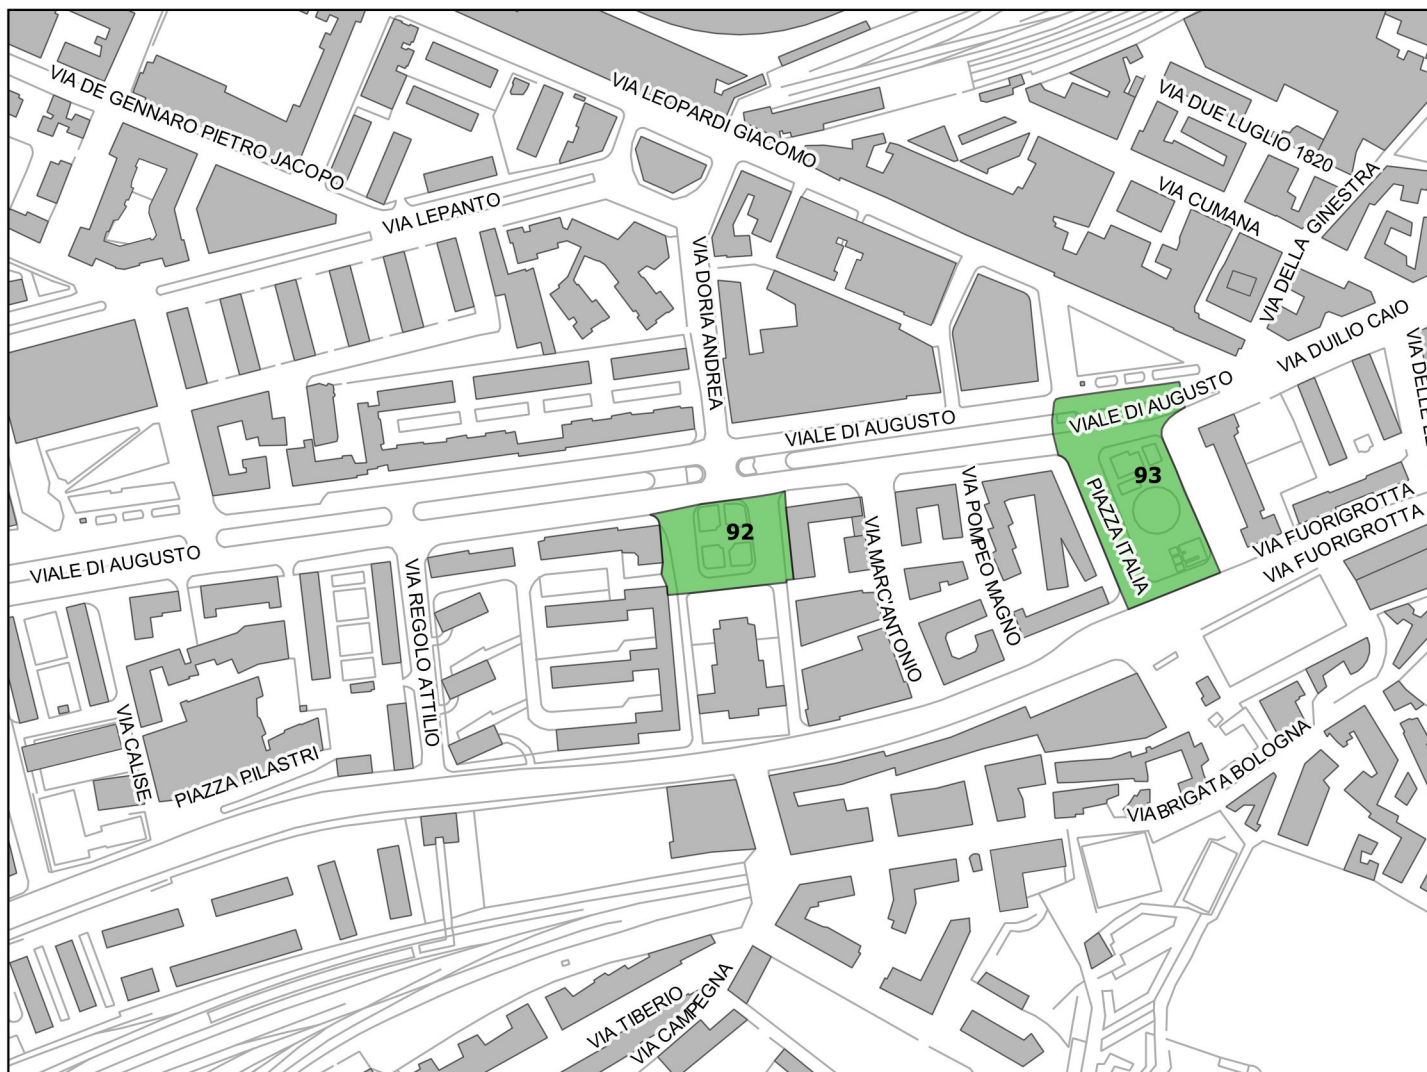 VIA DE GENNARO PIETRO JACOPO
VIA LEOPARDI GIACOMO
VIA DUE LUGLIO 1820
VIA CUMANA
VIA DELLA GINESTRA
VIA LEPANTO
VIA DORIA ANDREA
VIA DUILIO CAIO
VIALE DI AUGUSTO
VIALE DI AUGUSTO
93
PIAZZA ITALIA
92
VIA POMPEO MAGNO
VIA MARC'ANTONIO
VIA FUORIGROTTA
VIA FUORIGROTTA
VIALE DI AUGUSTO
VIA REGOLO ATTILIO
VIA CALISE
PIAZZA PILASTRI
VIA BRIGATA BOLOGNA
VIA TIBERIO
VIA CAMPEGNA